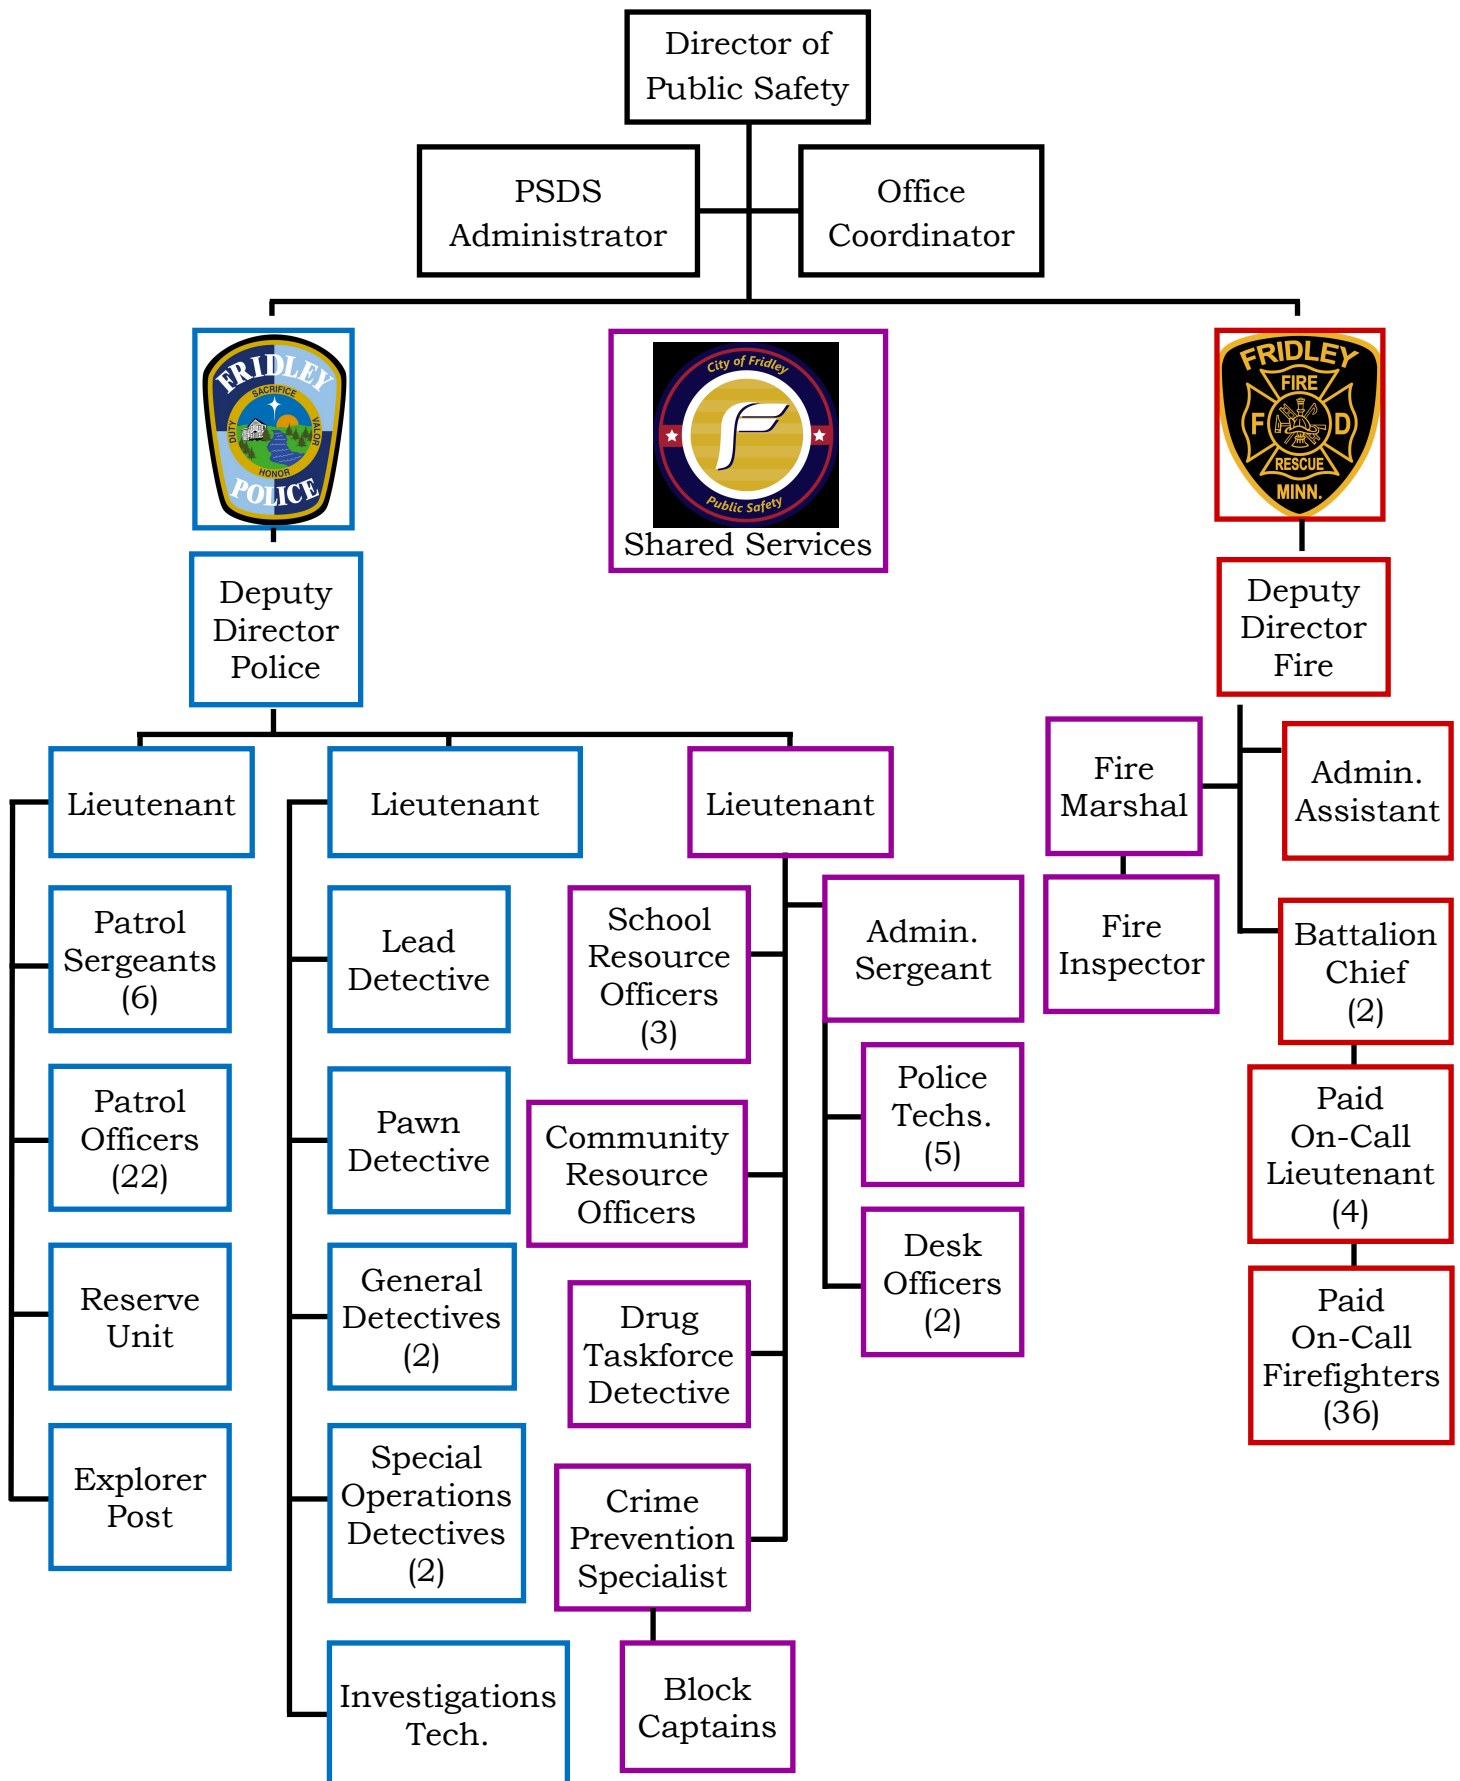 Director of
Public Safety
PSDS
Administrator
Office
Coordinator
FRIDLEY
SACRIFICE
DUTY
VALOR
HONOR
POLICE
City of Fridley
F
Public Safety
Shared Services
FRIDLEY
FIRE
F D
RESCUE
MINN.
Deputy
Director
Police
Deputy
Director
Fire
Lieutenant
Patrol
Sergeants
(6)
Patrol
Officers
(22)
Reserve
Unit
Explorer
Post
Lieutenant
Lead
Detective
Pawn
Detective
General
Detectives
(2)
Special
Operations
Detectives
(2)
Investigations
Tech.
Lieutenant
School
Resource
Officers
(3)
Community
Resource
Officers
Drug
Taskforce
Detective
Crime
Prevention
Specialist
Block
Captains
Admin.
Sergeant
Police
Techs.
(5)
Desk
Officers
(2)
Fire
Marshal
Fire
Inspector
Admin.
Assistant
Battalion
Chief
(2)
Paid
On-Call
Lieutenant
(4)
Paid
On-Call
Firefighters
(36)